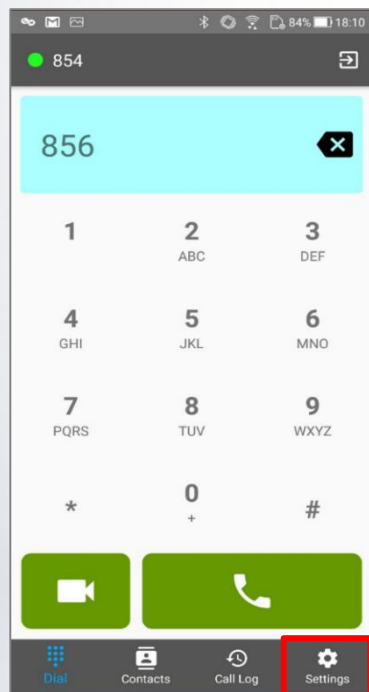 84% 18:10
854
856
1 2 3
ABC DEF
4 5 6
GHI JKL MNO
7 8 9
PQRS TUV WXYZ
* 0 #
+
Dial Contacts Call Log Settings